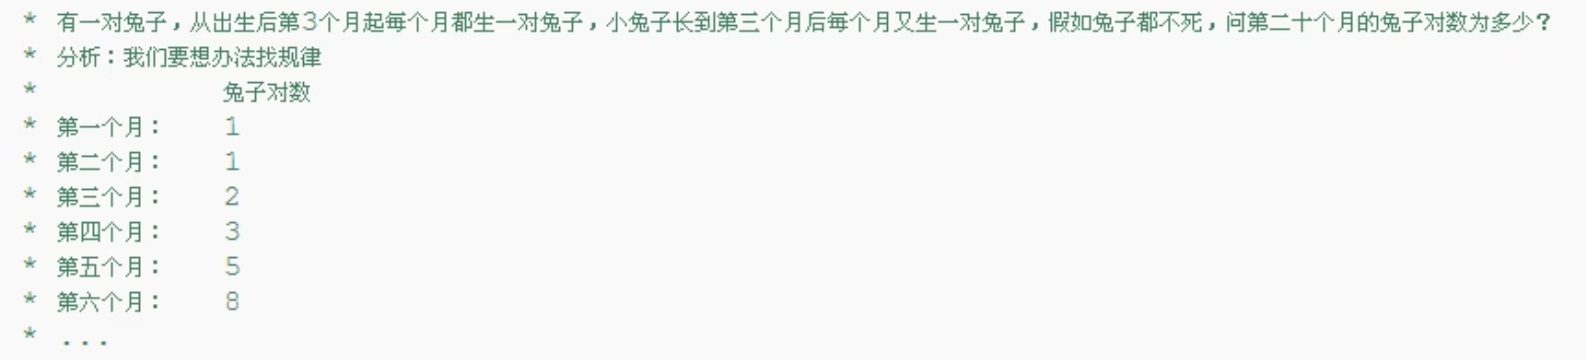 * 有一对兔子，从出生后第3个月起每个月都生一对兔子，小兔子长到第三个月后每个月又生一对兔子，假如兔子都不死，问第二十个月的兔子对数为多少？
* 分析：我们要想办法找规律
* 兔子对数
* 第一个月： 1
* 第二个月： 1
* 第三个月： 2
* 第四个月： 3
* 第五个月： 5
* 第六个月： 8
* ...